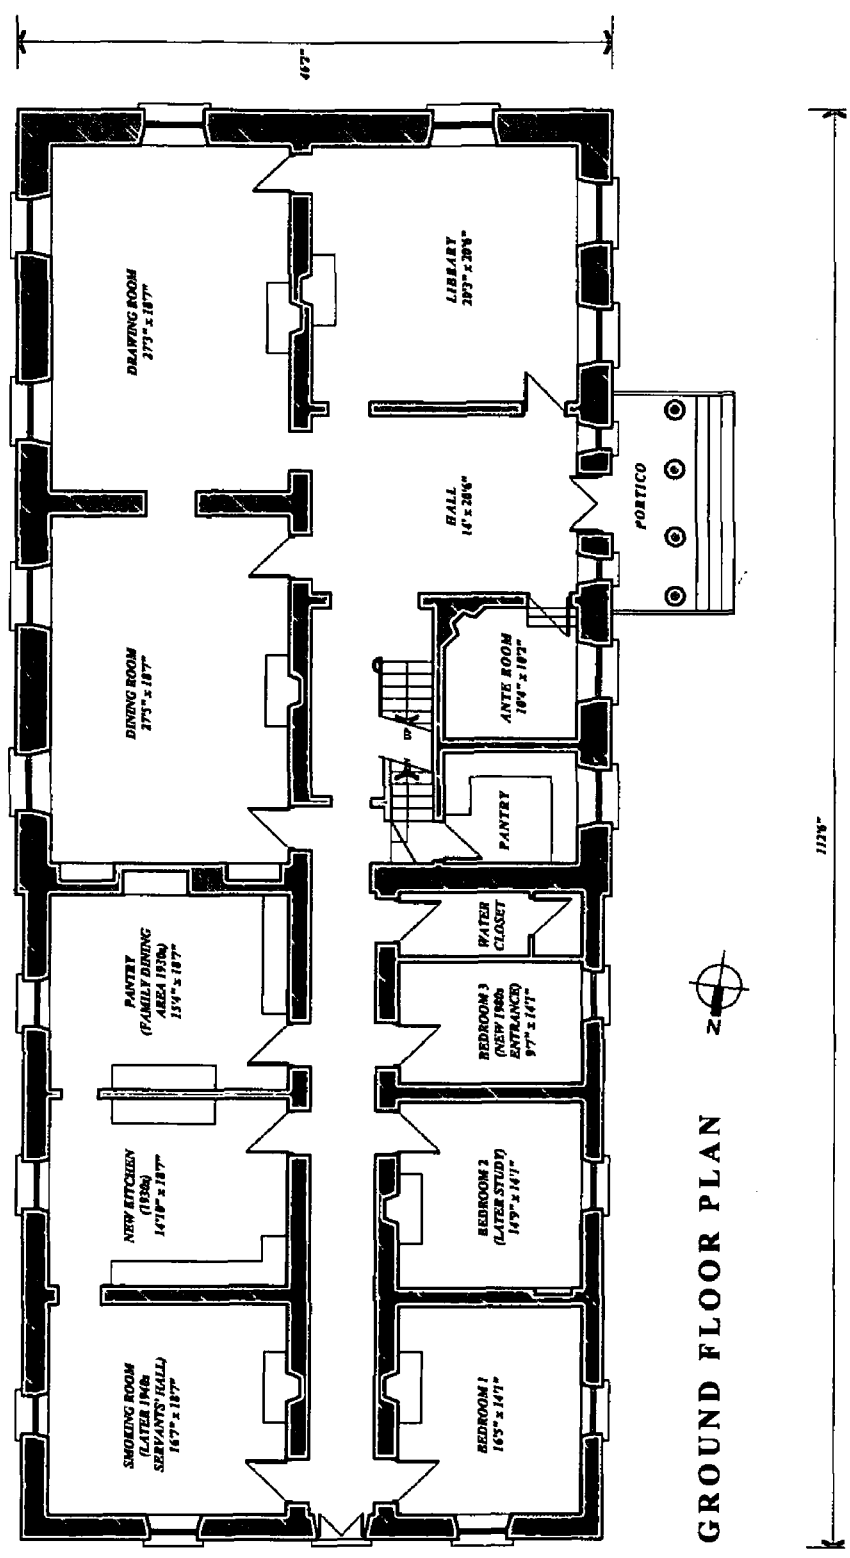 46'2"
DRAWING ROOM
27'3" x 18'7"
LIBRARY
20'3" x 20'6"
HALL
14' x 20'6"
PORTICO
DINING ROOM
27'5" x 18'7"
ANTE ROOM
10'4" x 10'2"
UP
DN
PANTRY
112'6"
PANTRY
(FAMILY DINING
AREA 1930s)
15'4" x 18'7"
WATER
CLOSET
BEDROOM 3
(NEW 1980s
ENTRANCE)
9'7" x 14'1"
N
NEW KITCHEN
(1930s)
14'10" x 18'7"
BEDROOM 2
(LATER STUDY)
14'9" x 14'1"
SMOKING ROOM
(LATER 1940s
SERVANTS' HALL)
16'7" x 18'7"
BEDROOM 1
16'5" x 14'1"
GROUND FLOOR PLAN